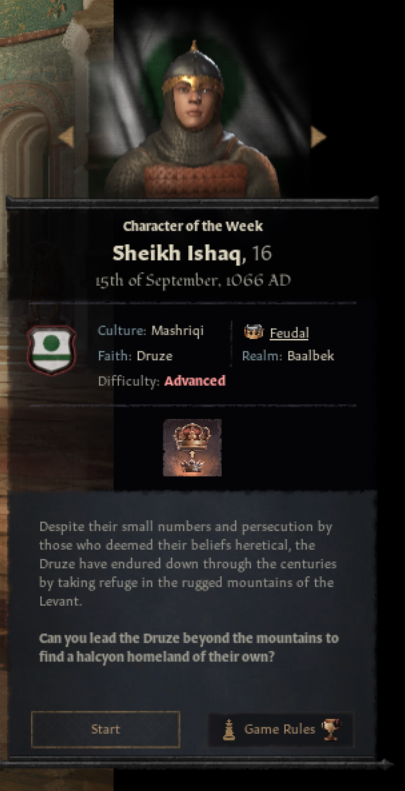 Character of the Week
Sheikh Ishaq, 16
15th of September, 1066 AD
Culture: Mashriqi
Feudal
Faith: Druze
Realm: Baalbek
Difficulty: Advanced
Despite their small numbers and persecution by
those who deemed their beliefs heretical, the
Druze have endured down through the centuries
by taking refuge in the rugged mountains of the
Levant.
Can you lead the Druze beyond the mountains to
find a halcyon homeland of their own?
Start
Game Rules